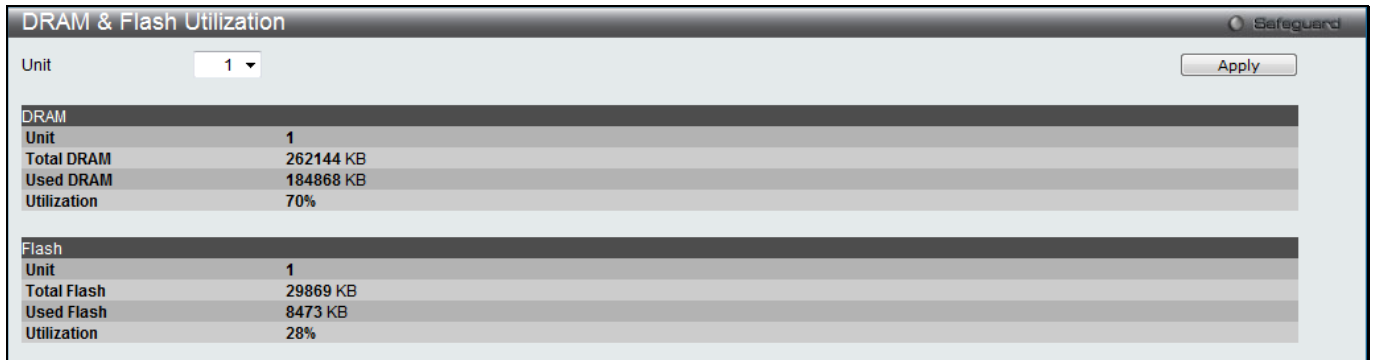 DRAM & Flash Utilization Safeguard
Unit 1 Apply
DRAM
Unit 1
Total DRAM 262144 KB
Used DRAM 184868 KB
Utilization 70%
Flash
Unit 1
Total Flash 29869 KB
Used Flash 8473 KB
Utilization 28%